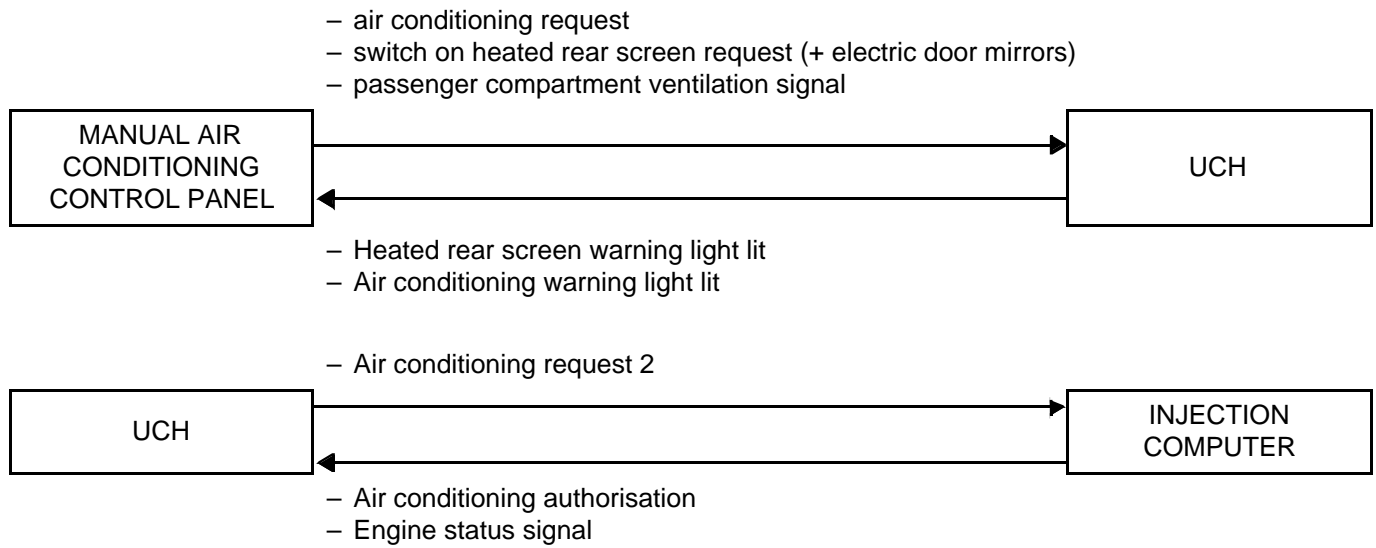 – air conditioning request
– switch on heated rear screen request (+ electric door mirrors)
– passenger compartment ventilation signal
MANUAL AIR
CONDITIONING
CONTROL PANEL
UCH
– Heated rear screen warning light lit
– Air conditioning warning light lit
– Air conditioning request 2
UCH
INJECTION
COMPUTER
– Air conditioning authorisation
– Engine status signal